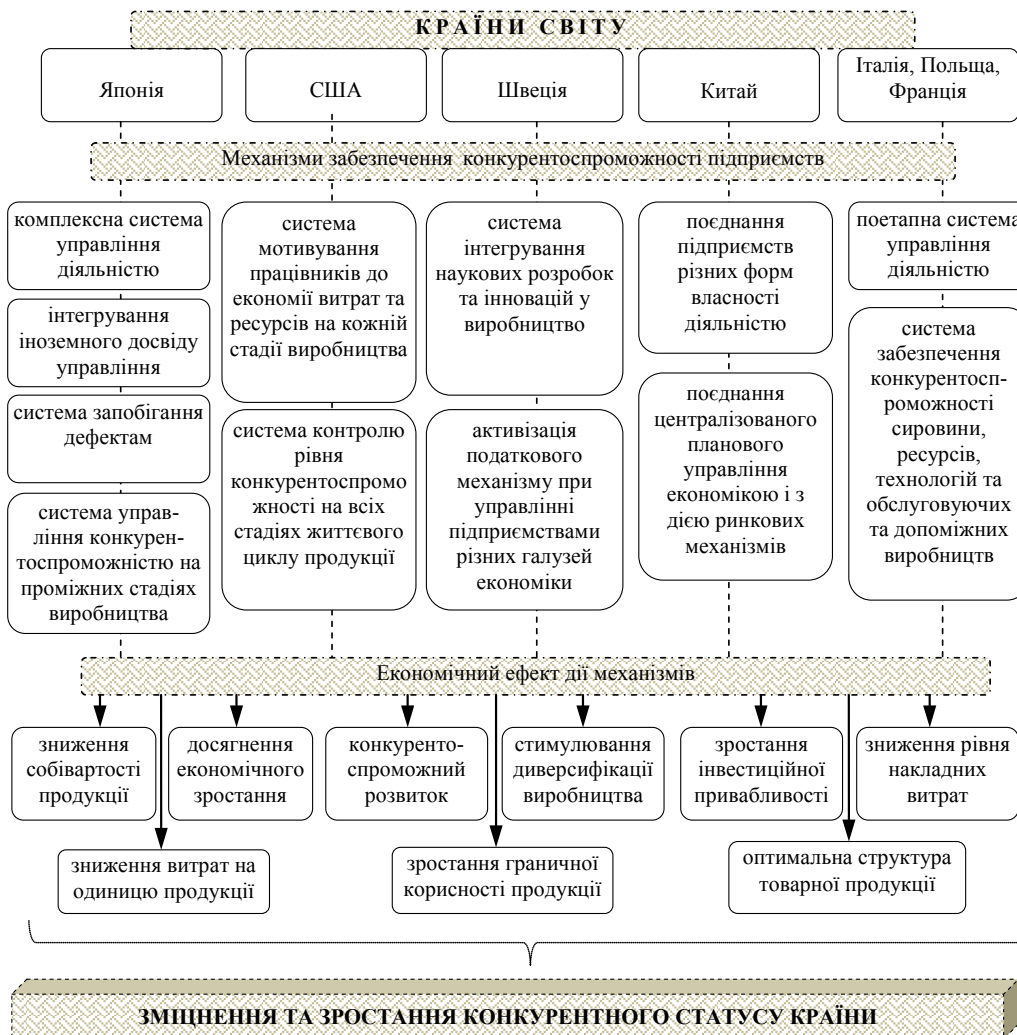 КРАЇНИ СВІТУ
Японія
США
Швеція
Китай
Італія, Польща,
Франція
Механізми забезпечення конкурентоспроможності підприємств
комплексна система
управління
діяльністю
інтегрування
іноземного досвіду
управління
система запобігання
дефектам
система управ-
ління конкурен-
тоспроможністю на
проміжних стадіях
виробництва
система
мотивування
працівників до
економії витрат та
ресурсів на кожній
стадії виробництва
система контролю
рівня
конкурентоспромо
жності на всіх
стадіях життєвого
циклу продукції
система
інтегрування
наукових розробок
та інновацій у
виробництво
активізація
податкового
механізму при
управлінні
підприємствами
різних галузей
економіки
поєднання
підприємств
різних форм
власності
діяльністю
поєднання
централізованого
планового
управління
економікою і з
дією ринкових
механізмів
поетапна система
управління
діяльністю
система
забезпечення
конкурентосп-
роможності
сировини,
ресурсів,
технологій та
обслуговуючих
та допоміжних
виробництв
Економічний ефект дії механізмів
зниження
собівартості
продукції
досягнення
економічного
зростання
конкуренто-
спроможний
розвиток
стимулювання
диверсифікації
виробництва
зростання
інвестиційної
привабливості
зниження рівня
накладних
витрат
зниження витрат на
одиницю продукції
зростання граничної
корисності продукції
оптимальна структура
товарної продукції
ЗМІЦНЕННЯ ТА ЗРОСТАННЯ КОНКУРЕНТНОГО СТАТУСУ КРАЇНИ